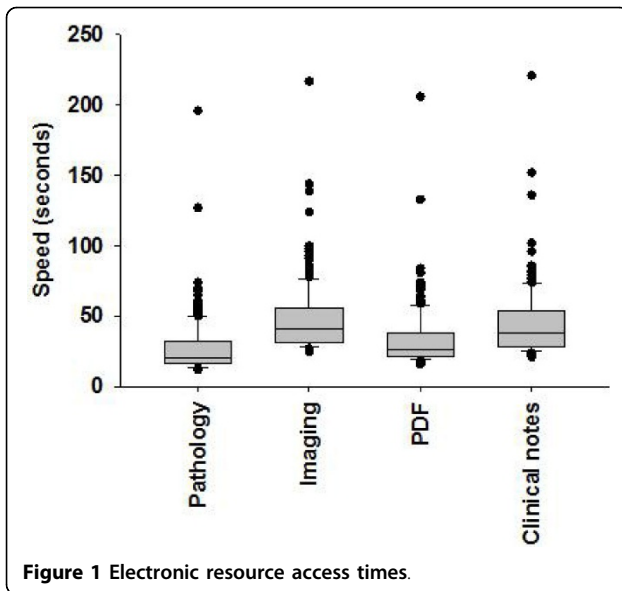 250
200
150
100
50
0
Speed (seconds)
Pathology
Imaging
PDF
Clinical notes
Figure 1 Electronic resource access times.